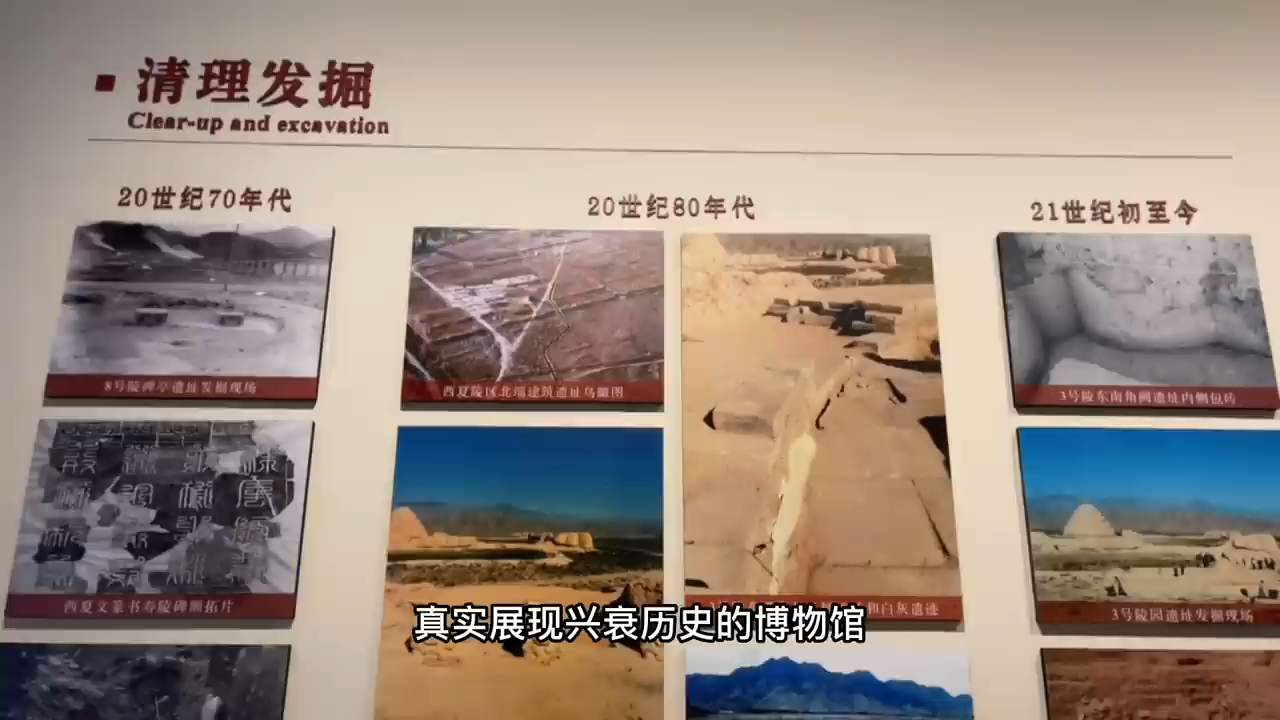 清理发掘
Clear-up and excavation
20世纪70年代
20世纪80年代
21世纪初至今
8号陵碑亭遗址发掘现场
西夏陵区北端建筑遗址鸟瞰图
3号陵东南角阙遗址内侧包砖
西夏文篆书寿陵碑额拓片
和白灰遗迹
3号陵园遗址发掘现场
真实展现兴衰历史的博物馆